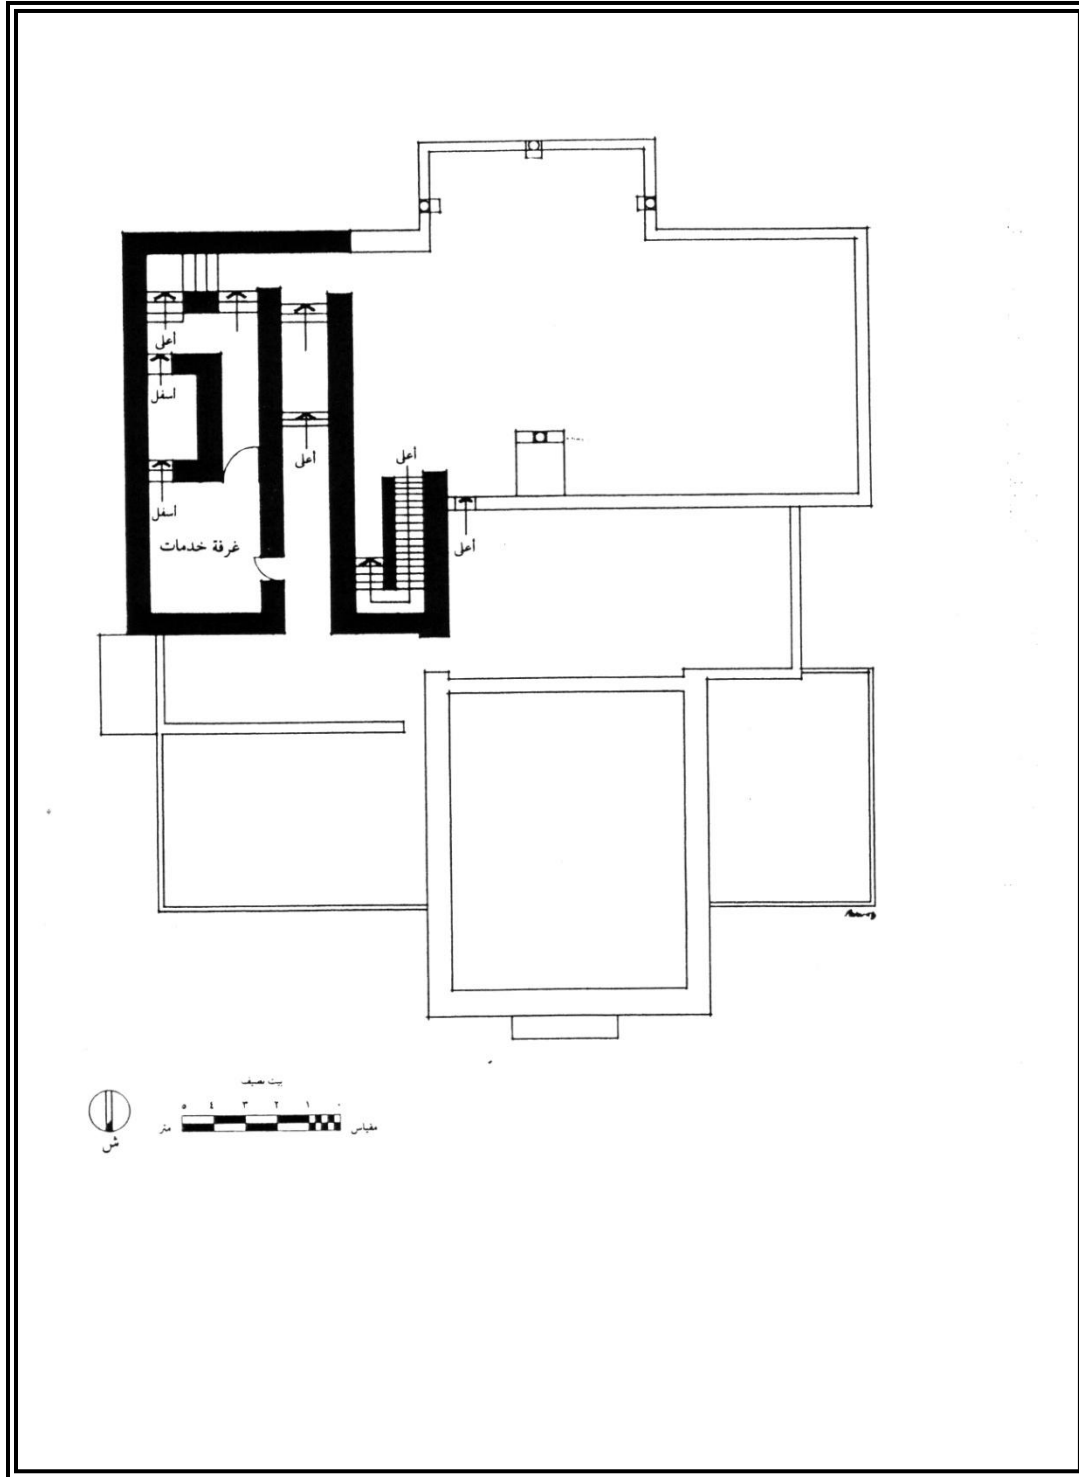 أعلى
أسفل
أعلى
أعلى
أسفل
أعلى
غرفة خدمات
بيت نصيف
٥ ٤ ٣ ٢ ١ ٠
متر
مقياس
ش